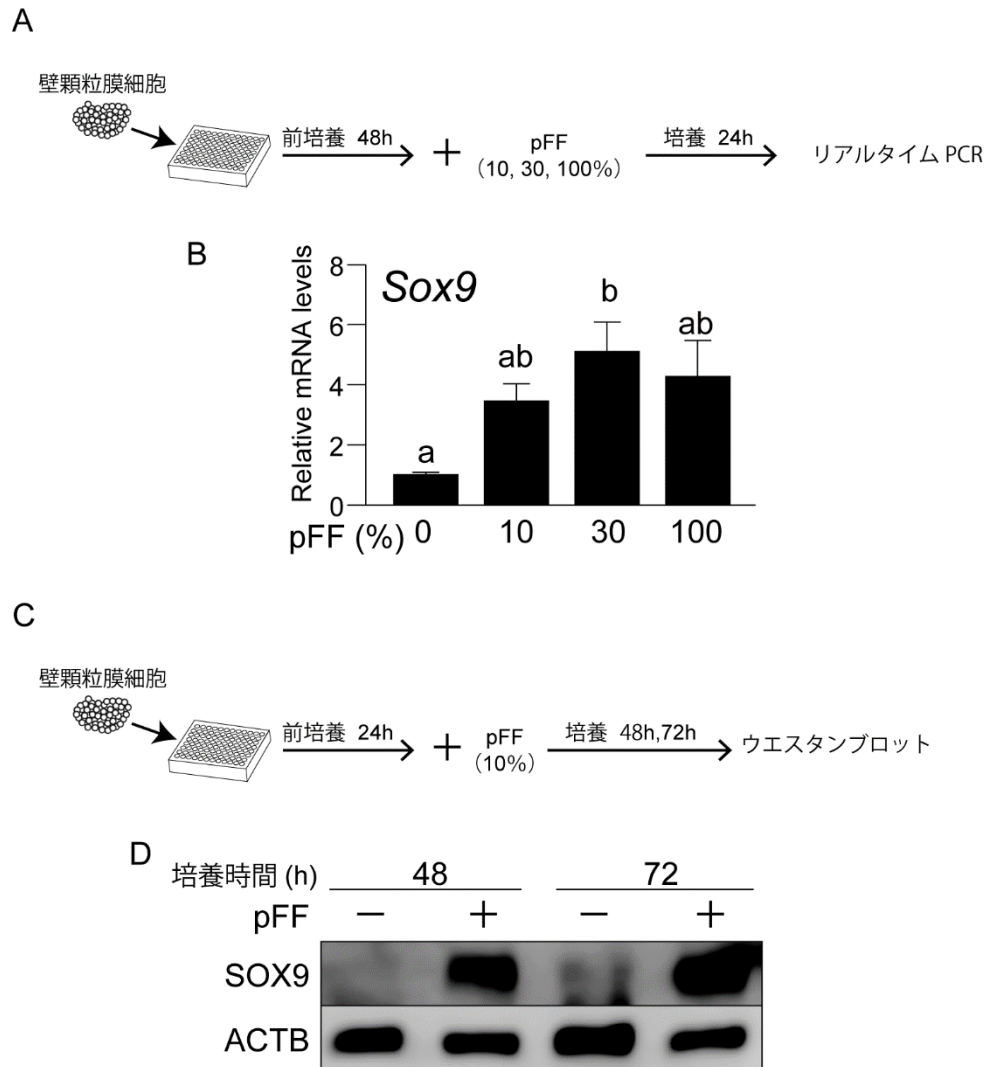 A
壁顆粒膜細胞
前培養 48h
+
pFF
(10, 30, 100%)
培養 24h
リアルタイム PCR
B
Relative mRNA levels
8
6
4
2
0
Sox9
a
ab
b
ab
pFF (%) 0 10 30 100
C
壁顆粒膜細胞
前培養 24h
+
pFF
(10%)
培養 48h,72h
ウエスタンブロット
D
培養時間 (h) 48 72
pFF − + − +
SOX9
ACTB